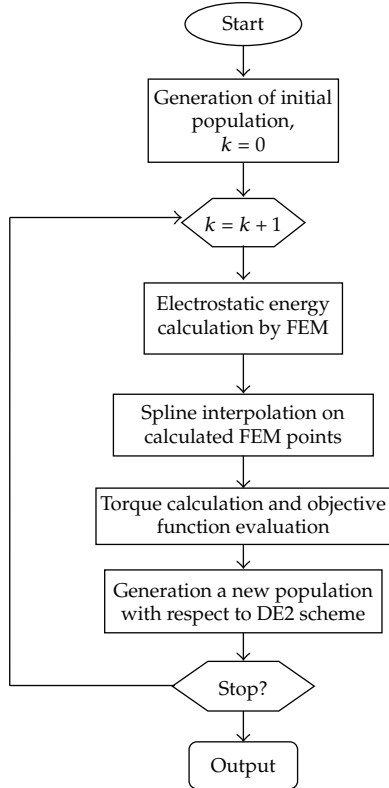 Start
Generation of initial
population,
k = 0
k = k + 1
Electrostatic energy
calculation by FEM
Spline interpolation on
calculated FEM points
Torque calculation and objective
function evaluation
Generation a new population
with respect to DE2 scheme
Stop?
Output